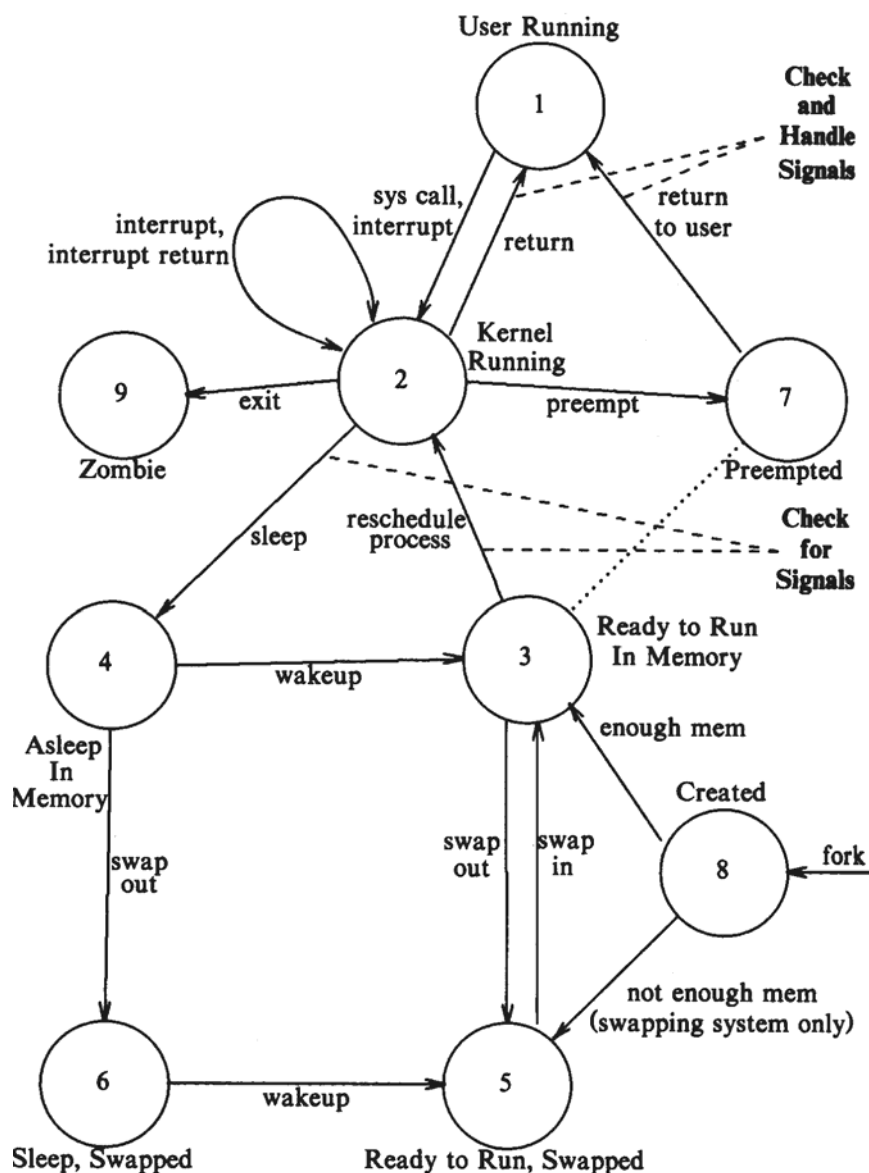 User Running
1
Check
and
Handle
Signals
sys call,
interrupt
return
return
to user
interrupt,
interrupt return
Kernel
Running
2
9
7
exit
preempt
Zombie
Preempted
reschedule
process
sleep
Check
for
Signals
4
3
Ready to Run
In Memory
wakeup
enough mem
Asleep
In
Memory
Created
swap
out
swap
out
swap
in
8
fork
not enough mem
(swapping system only)
6
5
wakeup
Sleep, Swapped
Ready to Run, Swapped